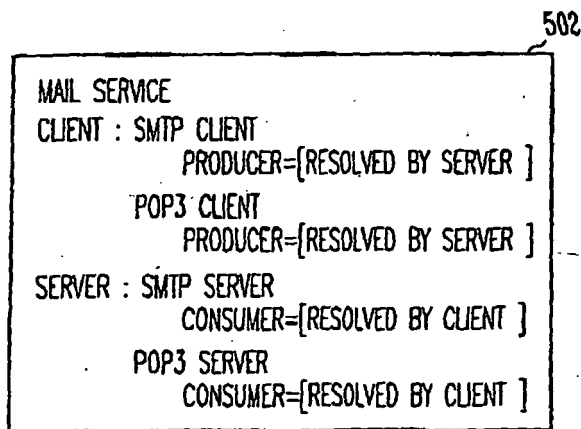 502
MAIL SERVICE
CLIENT : SMTP CLIENT
PRODUCER=[RESOLVED BY SERVER ]
POP3 CLIENT
PRODUCER=[RESOLVED BY SERVER ]
SERVER : SMTP SERVER
CONSUMER=[RESOLVED BY CLIENT ]
POP3 SERVER
CONSUMER=[RESOLVED BY CLIENT ]